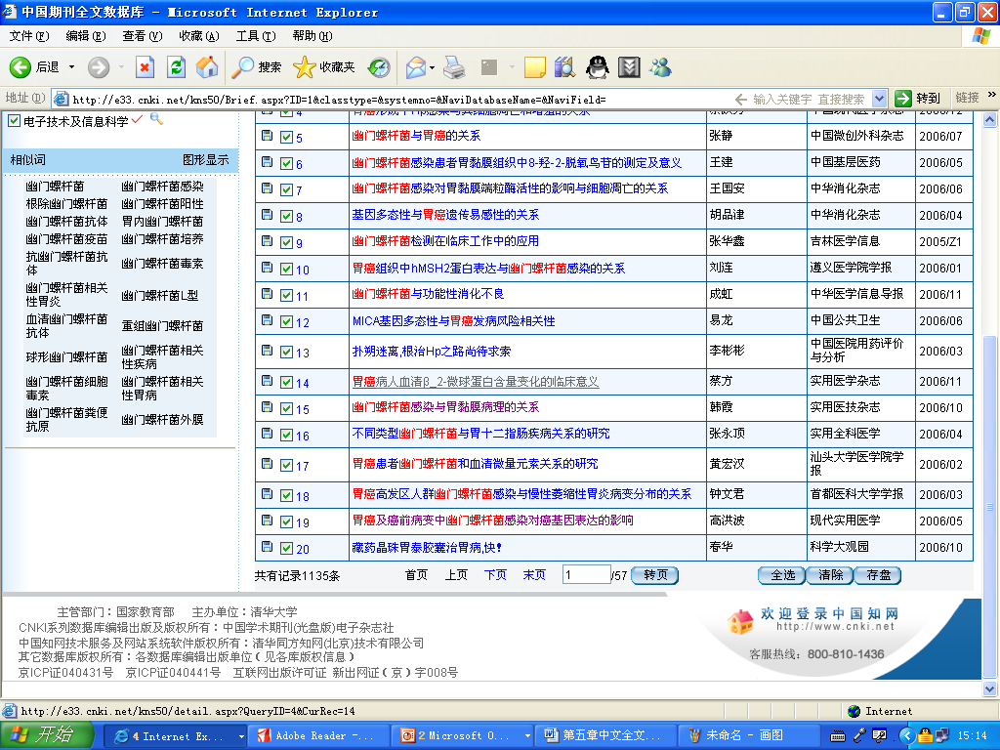 中国期刊全文数据库 - Microsoft Internet Explorer
文件(F) 编辑(E) 查看(V) 收藏(A) 工具(T) 帮助(H)
后退 搜索 收藏夹
地址(D) http://e33.cnki.net/kns50/Brief.aspx?ID=1&classtype=&systemno=&NaviDatabaseName=&NaviField= 输入关键字 直接搜索 转到 链接 »
电子技术及信息科学
相似词 图形显示
幽门螺杆菌 幽门螺杆菌感染
根除幽门螺杆菌 幽门螺杆菌阳性
幽门螺杆菌抗体 胃内幽门螺杆菌
幽门螺杆菌疫苗 幽门螺杆菌培养
抗幽门螺杆菌抗
体 幽门螺杆菌毒素
幽门螺杆菌相关
性胃炎 幽门螺杆菌L型
血清幽门螺杆菌
抗体 重组幽门螺杆菌
球形幽门螺杆菌 幽门螺杆菌相关
性疾病
幽门螺杆菌细胞
毒素 幽门螺杆菌相关
性胃病
幽门螺杆菌粪便
抗原 幽门螺杆菌外膜
5 幽门螺杆菌与胃癌的关系 张静 中国微创外科杂志 2006/07
6 幽门螺杆菌感染患者胃黏膜组织中8-羟-2-脱氧鸟苷的测定及意义 王建 中国基层医药 2006/05
7 幽门螺杆菌感染对胃黏膜端粒酶活性的影响与细胞凋亡的关系 王国安 中华消化杂志 2006/06
8 基因多态性与胃癌遗传易感性的关系 胡品津 中华消化杂志 2006/04
9 幽门螺杆菌检测在临床工作中的应用 张华鑫 吉林医学信息 2005/Z1
10 胃癌组织中hMSH2蛋白表达与幽门螺杆菌感染的关系 刘连 遵义医学院学报 2006/01
11 幽门螺杆菌与功能性消化不良 成虹 中华医学信息导报 2006/11
12 MICA基因多态性与胃癌发病风险相关性 易龙 中国公共卫生 2006/06
13 扑朔迷离,根治Hp之路尚待求索 李彬彬 中国医院用药评价
与分析 2006/03
14 胃癌病人血清β_2-微球蛋白含量变化的临床意义 蔡方 实用医学杂志 2006/11
15 幽门螺杆菌感染与胃黏膜病理的关系 韩霞 实用医技杂志 2006/10
16 不同类型幽门螺杆菌与胃十二指肠疾病关系的研究 张永顶 实用全科医学 2006/04
17 胃癌患者幽门螺杆菌和血清微量元素关系的研究 黄宏汉 汕头大学医学院学
报 2006/02
18 胃癌高发区人群幽门螺杆菌感染与慢性萎缩性胃炎病变分布的关系 钟文君 首都医科大学学报 2006/03
19 胃癌及癌前病变中幽门螺杆菌感染对癌基因表达的影响 高洪波 现代实用医学 2006/05
20 藏药晶珠胃泰胶囊治胃病,快! 春华 科学大观园 2006/10
共有记录1135条 首页 上页 下页 末页 1 /57 转页 全选 清除 存盘
主管部门：国家教育部 主办单位：清华大学
CNKI系列数据库编辑出版及版权所有：中国学术期刊(光盘版)电子杂志社
中国知网技术服务及网站系统软件版权所有：清华同方知网(北京)技术有限公司
其它数据库版权所有：各数据库编辑出版单位(见各库版权信息)
京ICP证040431号 京ICP证040441号 互联网出版许可证 新出网证(京)字008号
欢迎登录中国知网
http://www.cnki.net
客服热线：800-810-1436
http://e33.cnki.net/kns50/detail.aspx?QueryID=4&CurRec=14 Internet
开始 4 Internet Ex... Adobe Reader -... 2 Microsoft O... 第五章中文全文... 未命名 - 画图 15:14